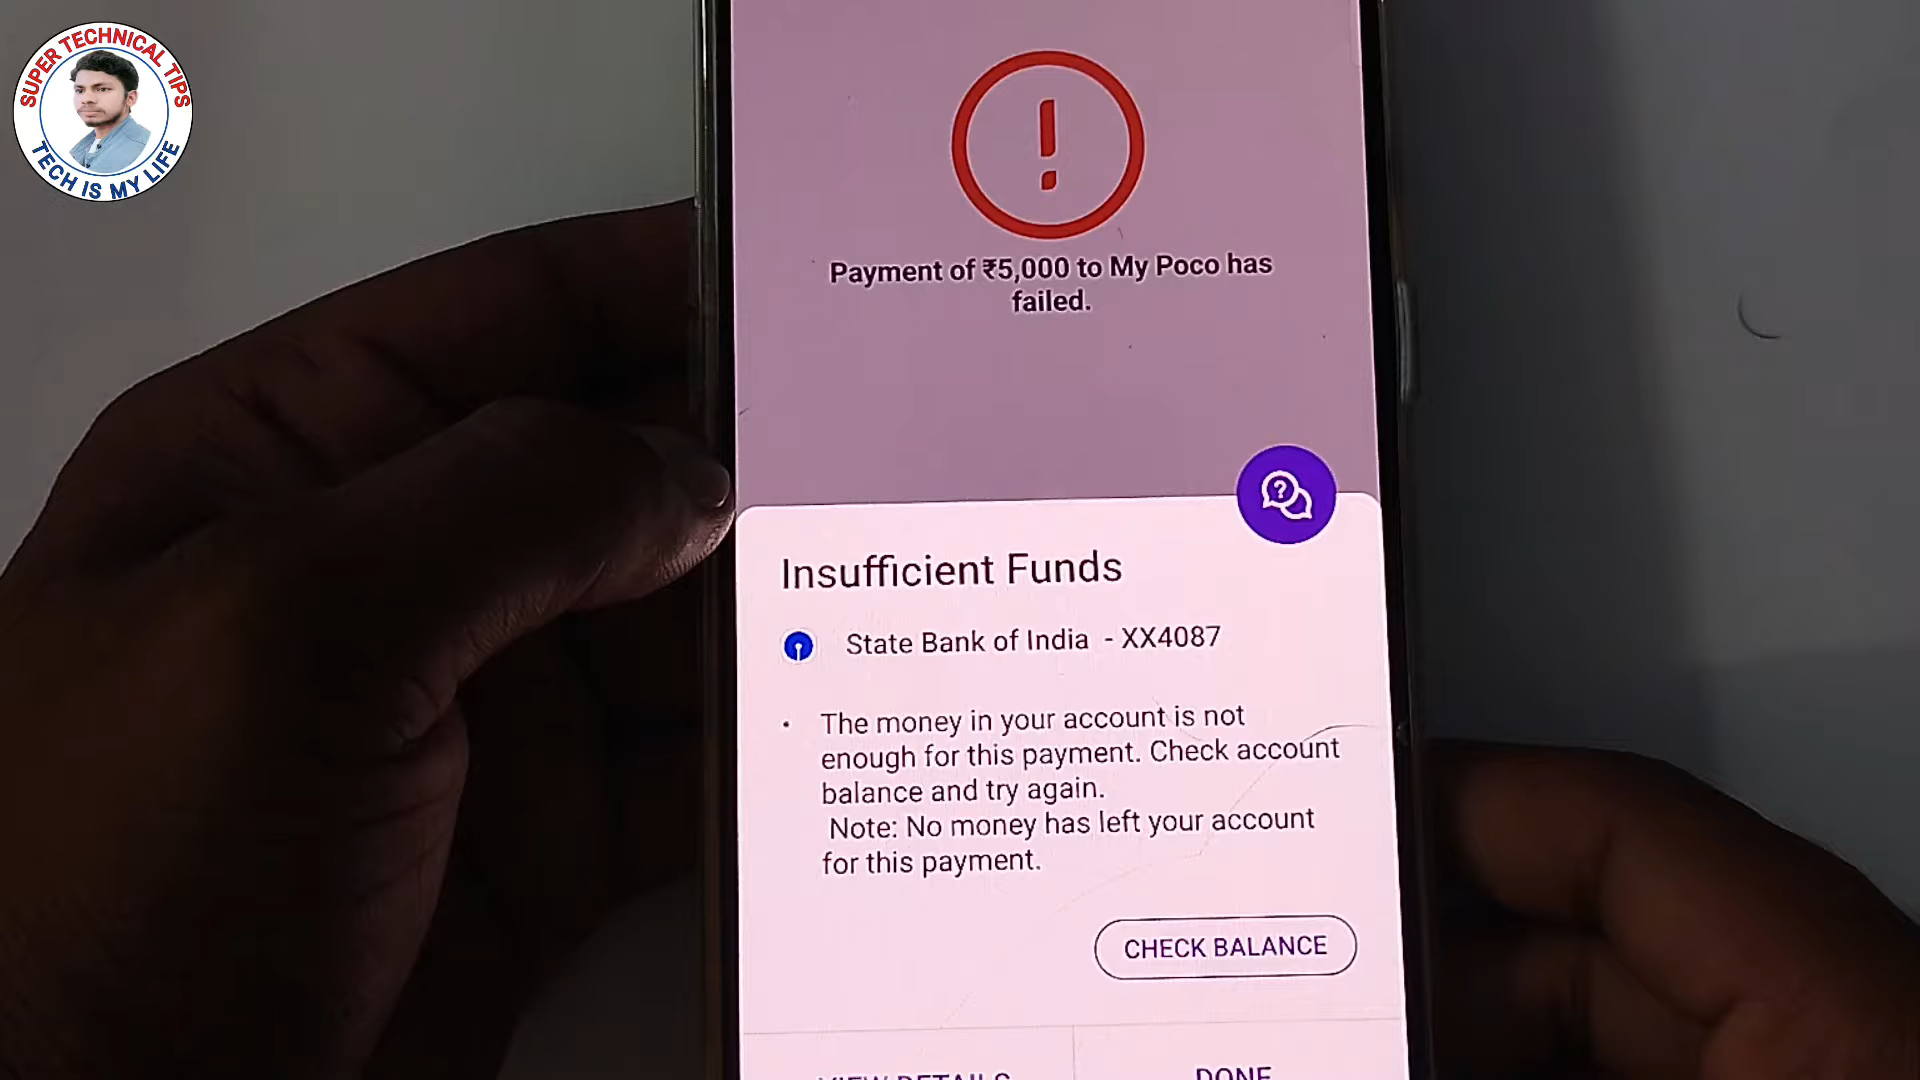 SUPER TECHNICAL TIPS
TECH IS MY LIFE
Payment of ₹5,000 to My Poco has
failed.
Insufficient Funds
State Bank of India - XX4087
• The money in your account is not
enough for this payment. Check account
balance and try again.
Note: No money has left your account
for this payment.
CHECK BALANCE
VIEW DETAILS
DONE